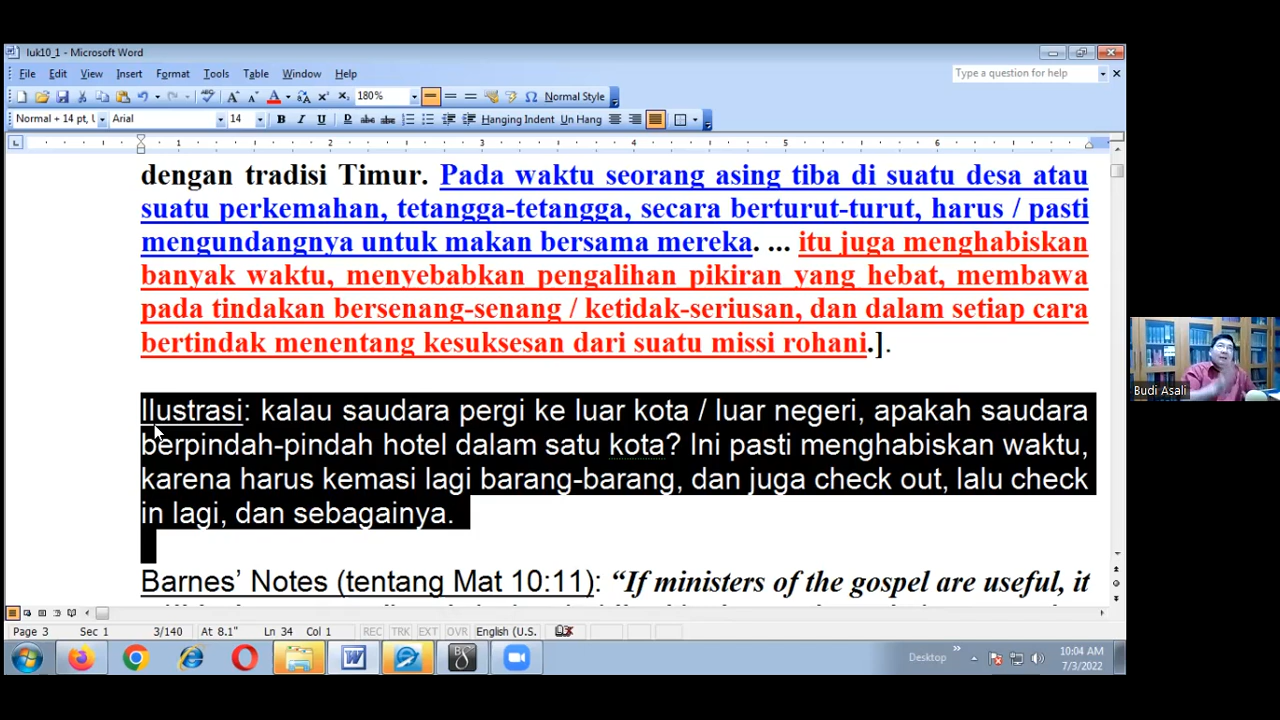 luk10_1 - Microsoft Word
File Edit View Insert Format Tools Table Window Help
Type a question for help
180% Normal Style
Normal + 14 pt, L Arial 14 B I U Hanging Indent Un Hang
1 2 3 4 5 6
dengan tradisi Timur. Pada waktu seorang asing tiba di suatu desa atau
suatu perkemahan, tetangga-tetangga, secara berturut-turut, harus / pasti
mengundangnya untuk makan bersama mereka. ... itu juga menghabiskan
banyak waktu, menyebabkan pengalihan pikiran yang hebat, membawa
pada tindakan bersenang-senang / ketidak-seriusan, dan dalam setiap cara
bertindak menentang kesuksesan dari suatu missi rohani.].
Ilustrasi: kalau saudara pergi ke luar kota / luar negeri, apakah saudara
berpindah-pindah hotel dalam satu kota? Ini pasti menghabiskan waktu,
karena harus kemasi lagi barang-barang, dan juga check out, lalu check
in lagi, dan sebagainya.
Barnes’ Notes (tentang Mat 10:11): “If ministers of the gospel are useful, it
Budi Asali
Page 3 Sec 1 3/140 At 8.1" Ln 34 Col 1 REC TRK EXT OVR English (U.S.
Desktop 10:04 AM
7/3/2022